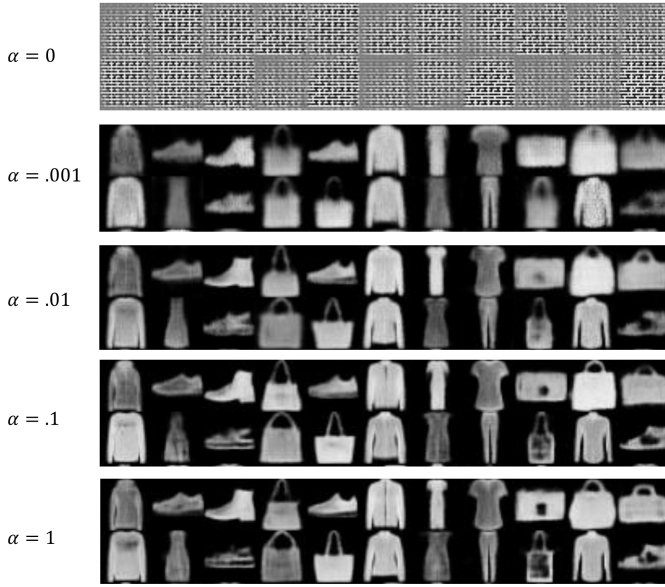 α = 0
α = .001
α = .01
α = .1
α = 1